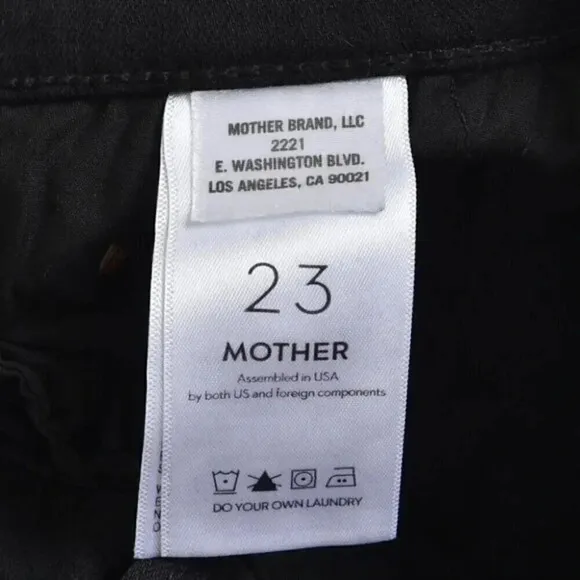 MOTHER BRAND, LLC
2221
E. WASHINGTON BLVD.
LOS ANGELES, CA 90021
23
MOTHER
Assembled in USA
by both US and foreign components
DO YOUR OWN LAUNDRY